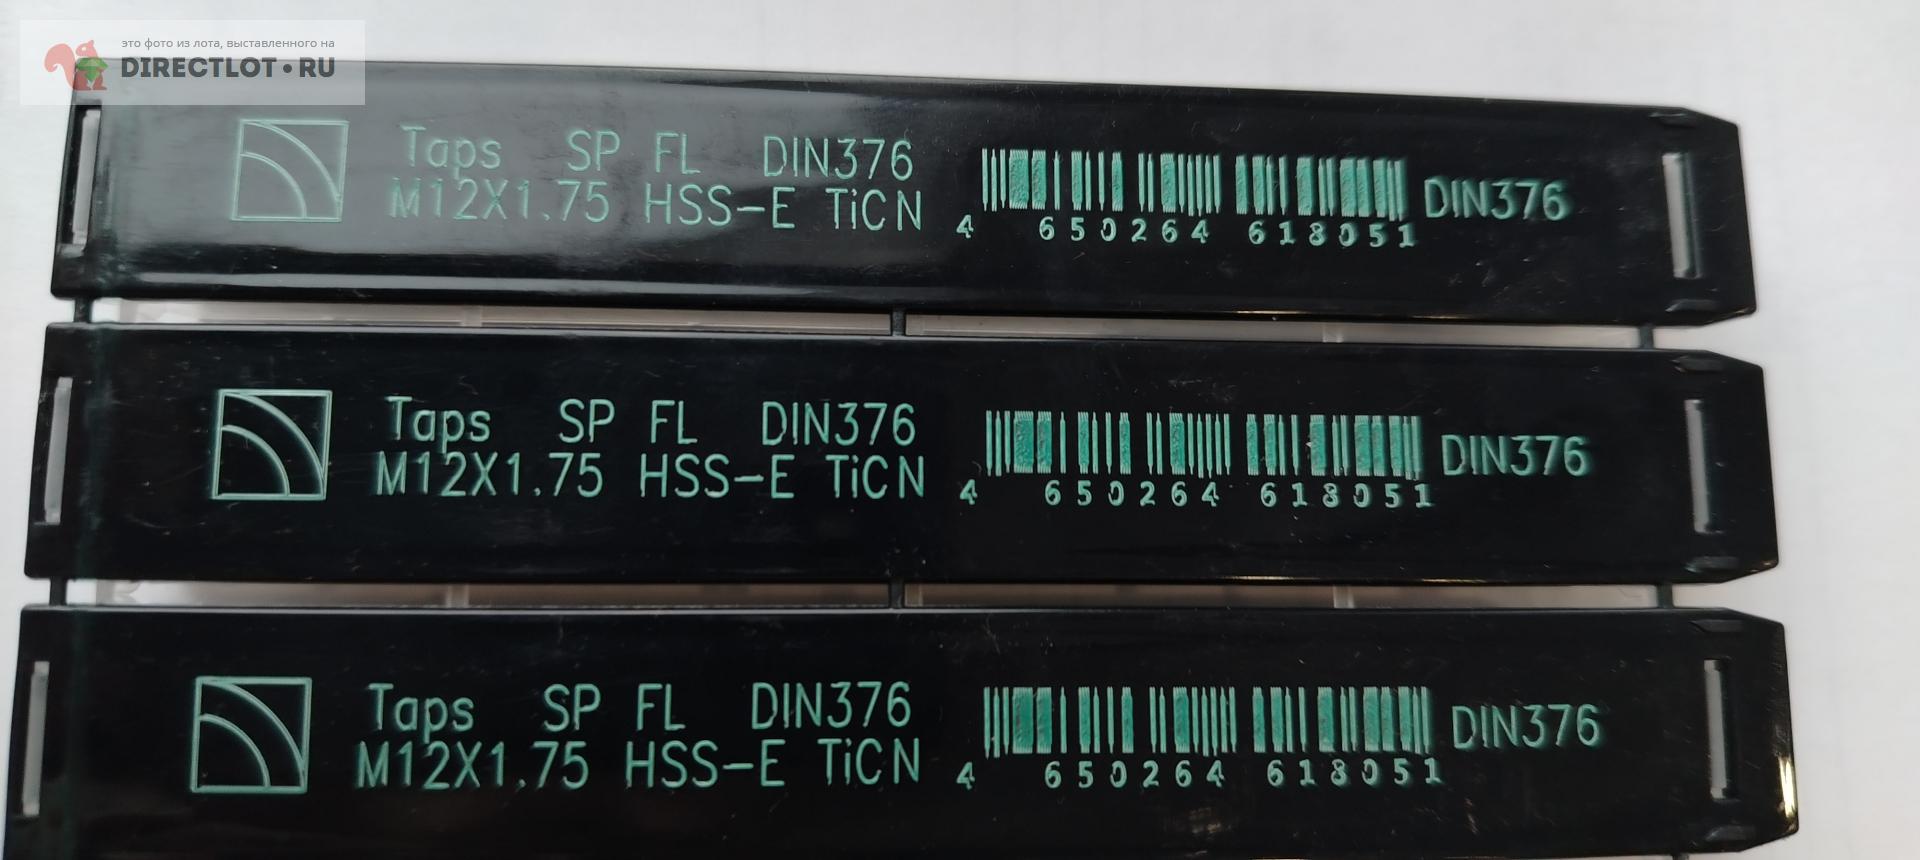 это фото из лота, выставленного на
DIRECTLOT•RU
Taps SP FL DIN376
M12X1.75 HSS-E TiCN
4 650264 618051
DIN376
Taps SP FL DIN376
M12X1.75 HSS-E TiCN
4 650264 618051
DIN376
Taps SP FL DIN376
M12X1.75 HSS-E TiCN
4 650264 618051
DIN376